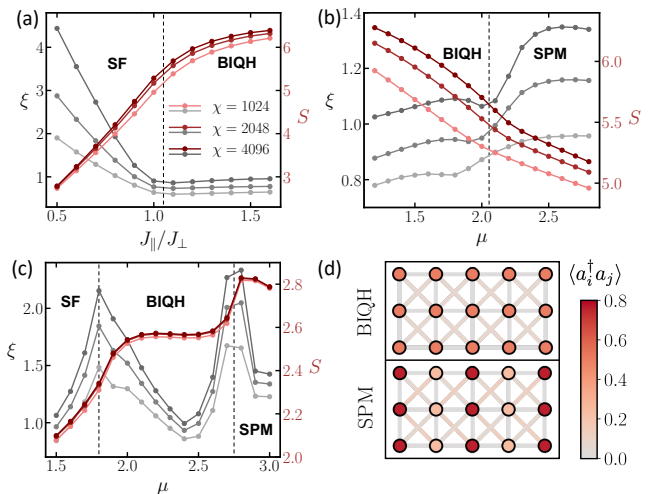 (a)
SF
BIQH
χ = 1024
χ = 2048
χ = 4096
ξ
S
4
3
2
1
6
5
4
3
0.5
1.0
1.5
J∥/J⊥
(b)
BIQH
SPM
ξ
S
1.4
1.2
1.0
0.8
6.0
5.5
5.0
1.5
2.0
2.5
μ
(c)
SF
BIQH
SPM
ξ
S
2.0
1.5
1.0
2.8
2.6
2.4
2.2
2.0
1.5
2.0
2.5
3.0
μ
(d)
⟨a†ᵢaⱼ⟩
BIQH
SPM
0.8
0.6
0.4
0.2
0.0